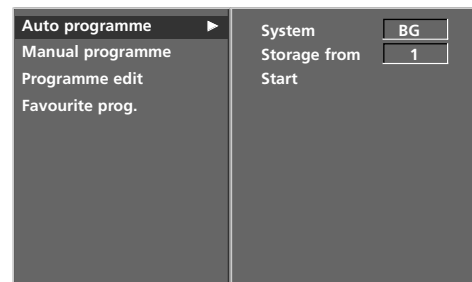 Auto programme ►
Manual programme
Programme edit
Favourite prog.
System BG
Storage from 1
Start